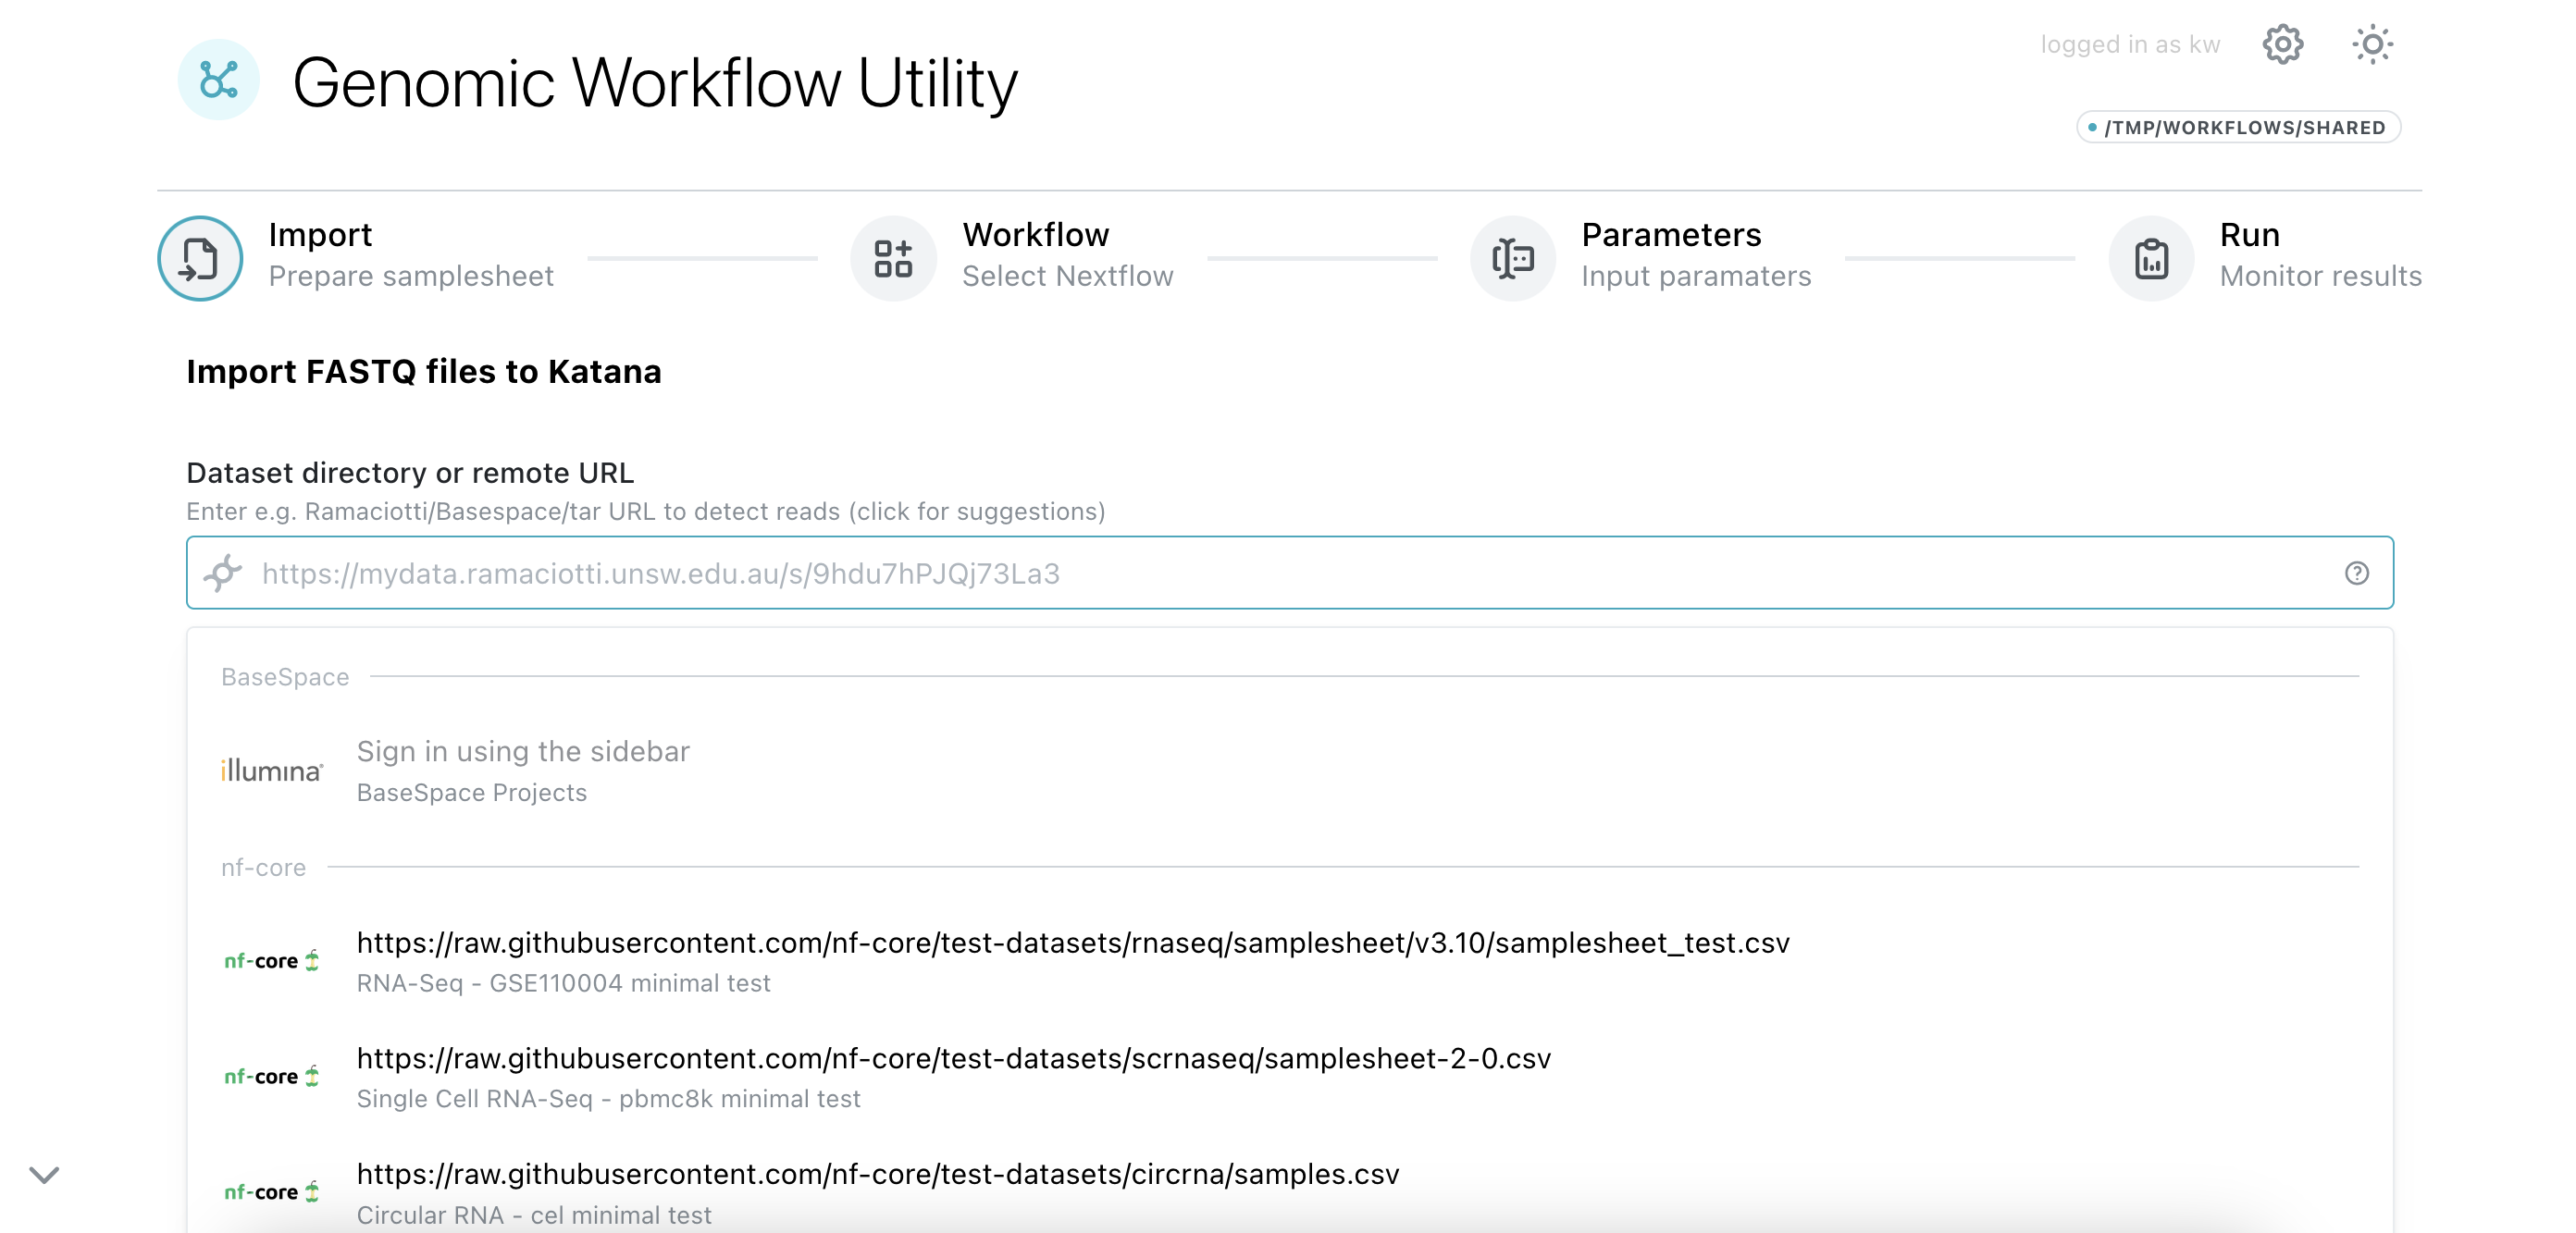 Genomic Workflow Utility
logged in as kw
/TMP/WORKFLOWS/SHARED
Import
Prepare samplesheet
Workflow
Select Nextflow
Parameters
Input paramaters
Run
Monitor results
Import FASTQ files to Katana
Dataset directory or remote URL
Enter e.g. Ramaciotti/Basespace/tar URL to detect reads (click for suggestions)
https://mydata.ramaciotti.unsw.edu.au/s/9hdu7hPJQj73La3
BaseSpace
illumina
Sign in using the sidebar
BaseSpace Projects
nf-core
nf-core
https://raw.githubusercontent.com/nf-core/test-datasets/rnaseq/samplesheet/v3.10/samplesheet_test.csv
RNA-Seq - GSE110004 minimal test
nf-core
https://raw.githubusercontent.com/nf-core/test-datasets/scrnaseq/samplesheet-2-0.csv
Single Cell RNA-Seq - pbmc8k minimal test
nf-core
https://raw.githubusercontent.com/nf-core/test-datasets/circrna/samples.csv
Circular RNA - cel minimal test